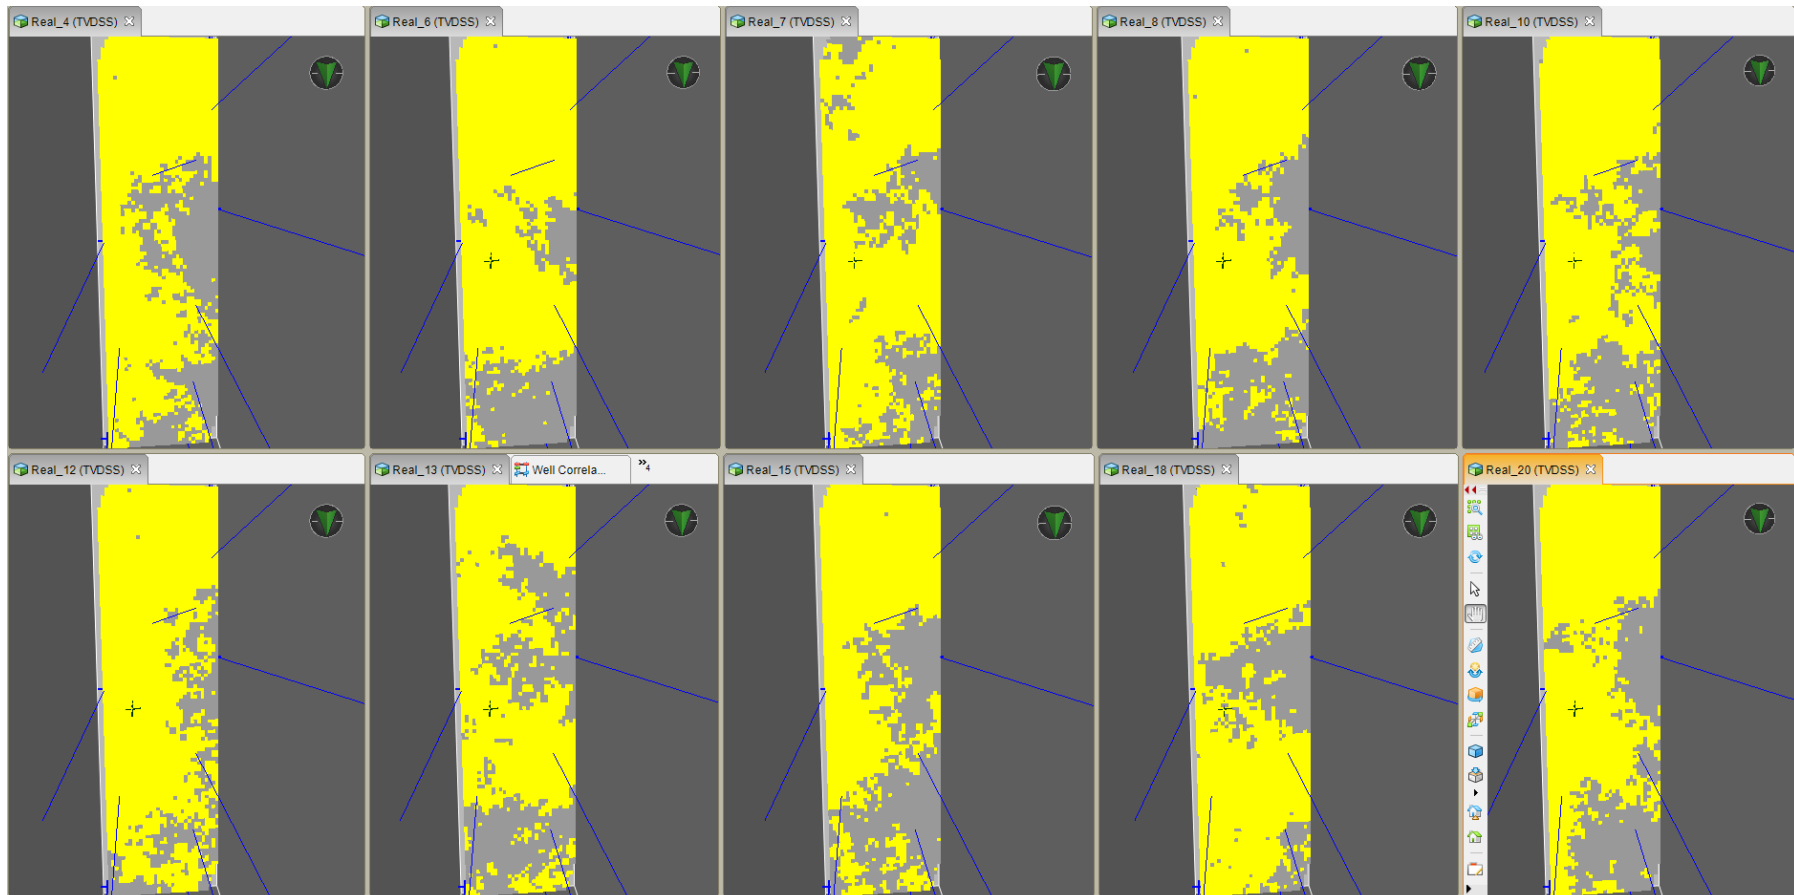 Real_4 (TVDSS)
Real_6 (TVDSS)
Real_7 (TVDSS)
Real_8 (TVDSS)
Real_10 (TVDSS)
Real_12 (TVDSS)
Real_13 (TVDSS)
Well Correla...
4
Real_15 (TVDSS)
Real_18 (TVDSS)
Real_20 (TVDSS)